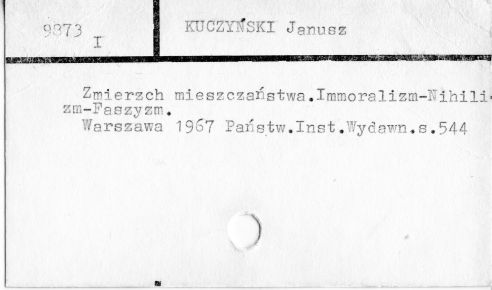 9873
I
KUCZYŃSKI Janusz
Zmierzch mieszczaństwa.Immoralizm-Nihili-
zm-Faszyzm.
Warszawa 1967 Państw.Inst.Wydawn.s.544